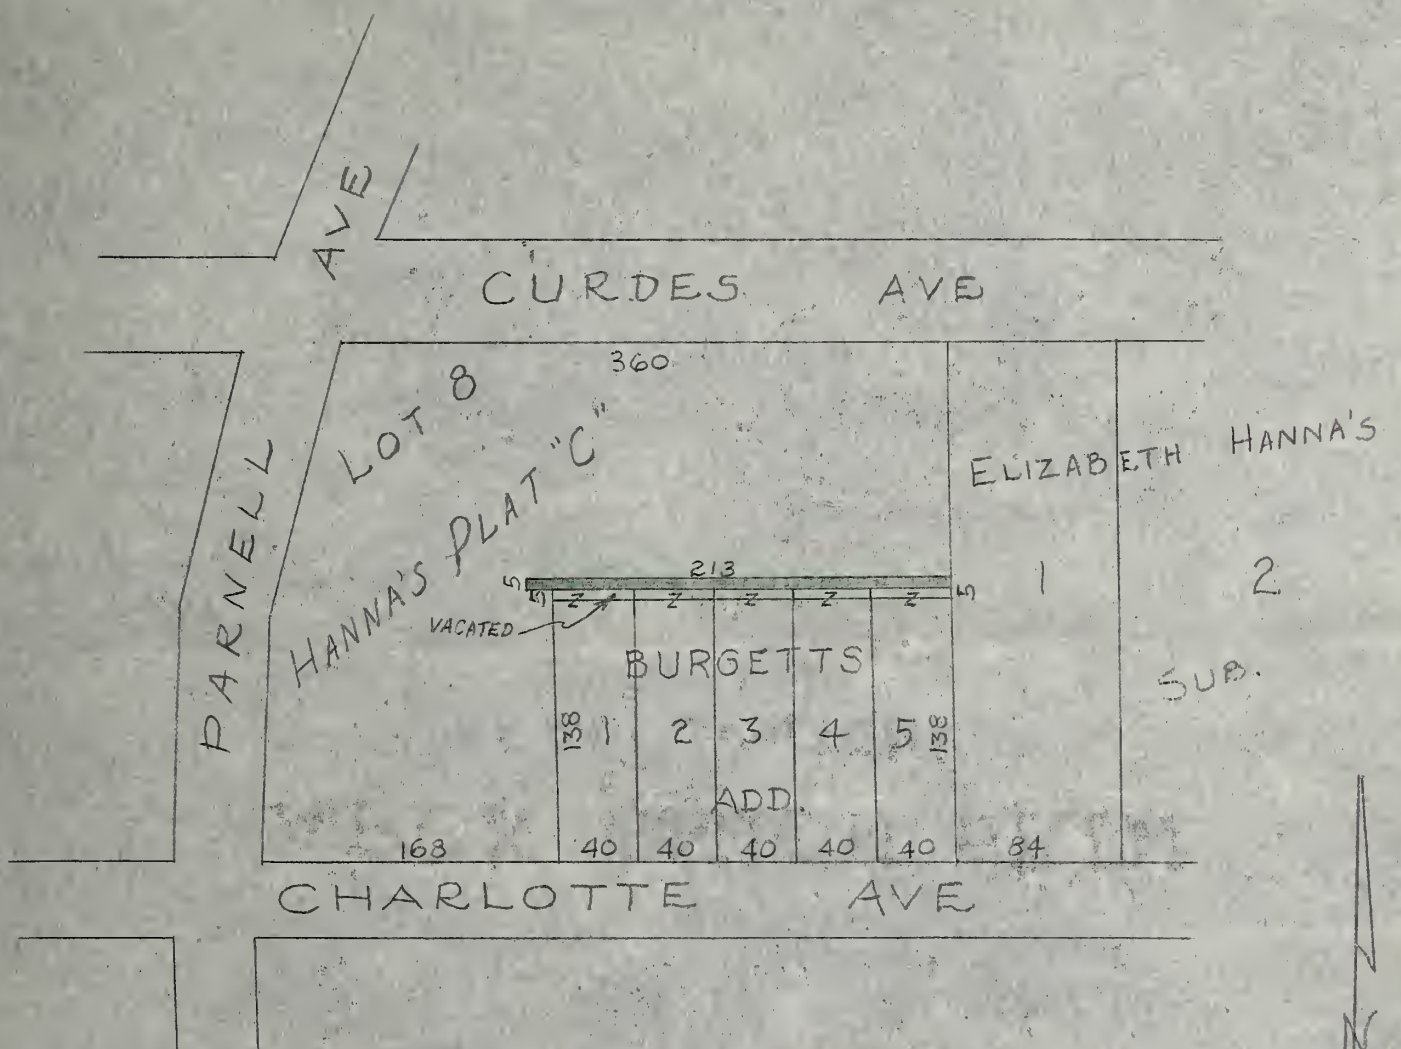 CURDES AVE
360
PARNELL AVE
LOT 8
HANNA'S PLAT "C"
ELIZABETH HANNA'S
1 2
SUB.
213
5
5 Z Z Z Z Z 5
VACATED
BURGETTS
138 1 2 3 4 5 138
ADD.
168 40 40 40 40 40 84
CHARLOTTE AVE
N